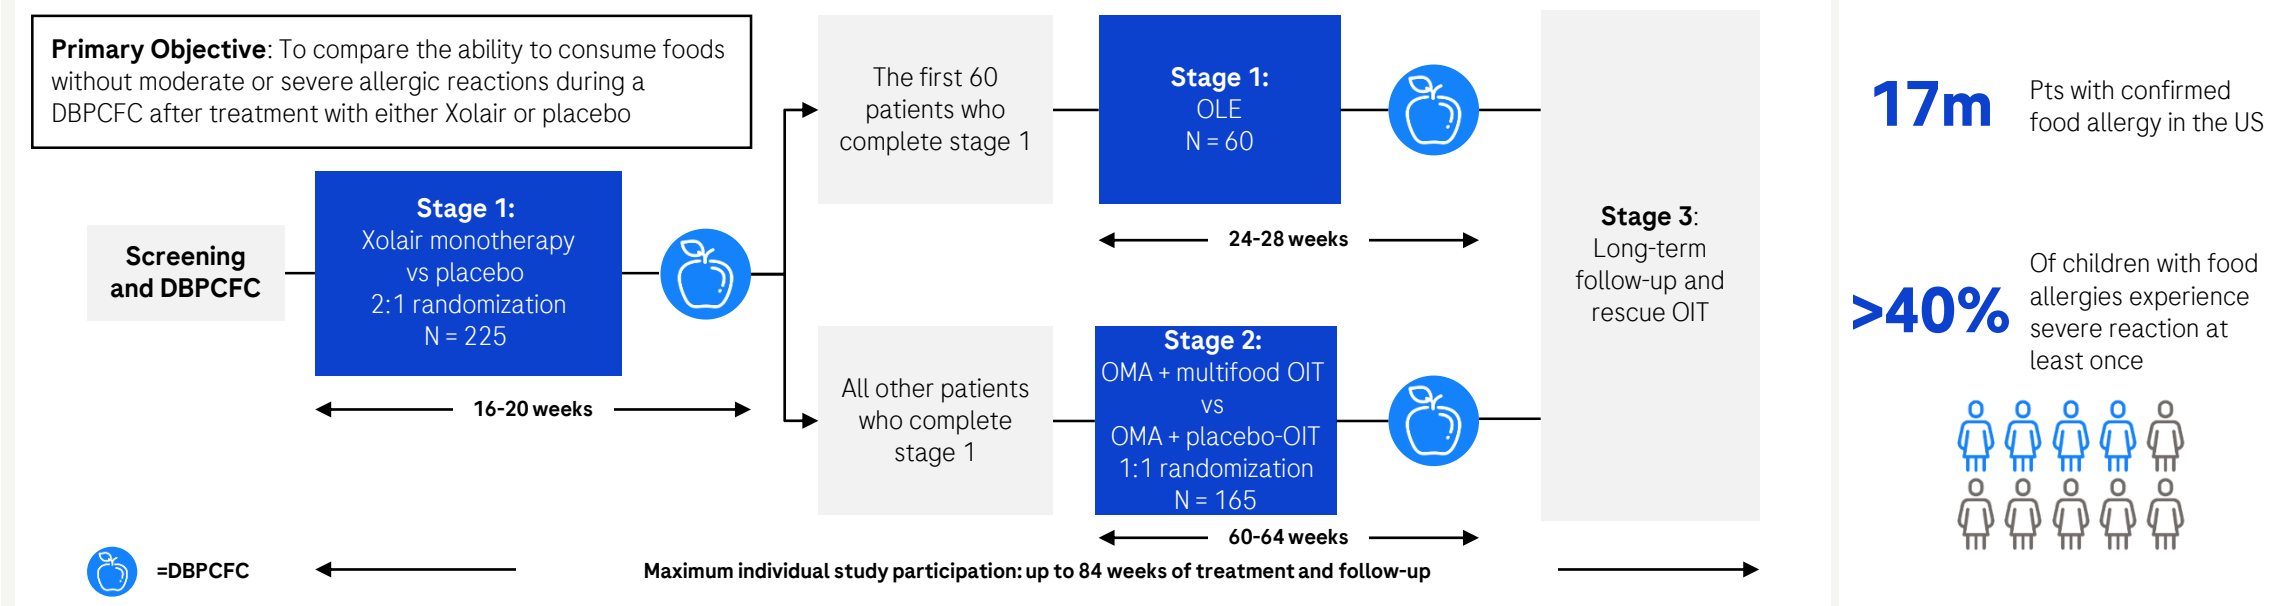 Primary Objective: To compare the ability to consume foods
without moderate or severe allergic reactions during a
DBPCFC after treatment with either Xolair or placebo
Screening
and DBPCFC
Stage 1:
Xolair monotherapy
vs placebo
2:1 randomization
N = 225
16-20 weeks
The first 60
patients who
complete stage 1
Stage 1:
OLE
N = 60
24-28 weeks
All other patients
who complete
stage 1
Stage 2:
OMA + multifood OIT
vs
OMA + placebo-OIT
1:1 randomization
N = 165
60-64 weeks
Stage 3:
Long-term
follow-up and
rescue OIT
=DBPCFC
Maximum individual study participation: up to 84 weeks of treatment and follow-up
17m
Pts with confirmed
food allergy in the US
>40%
Of children with food
allergies experience
severe reaction at
least once